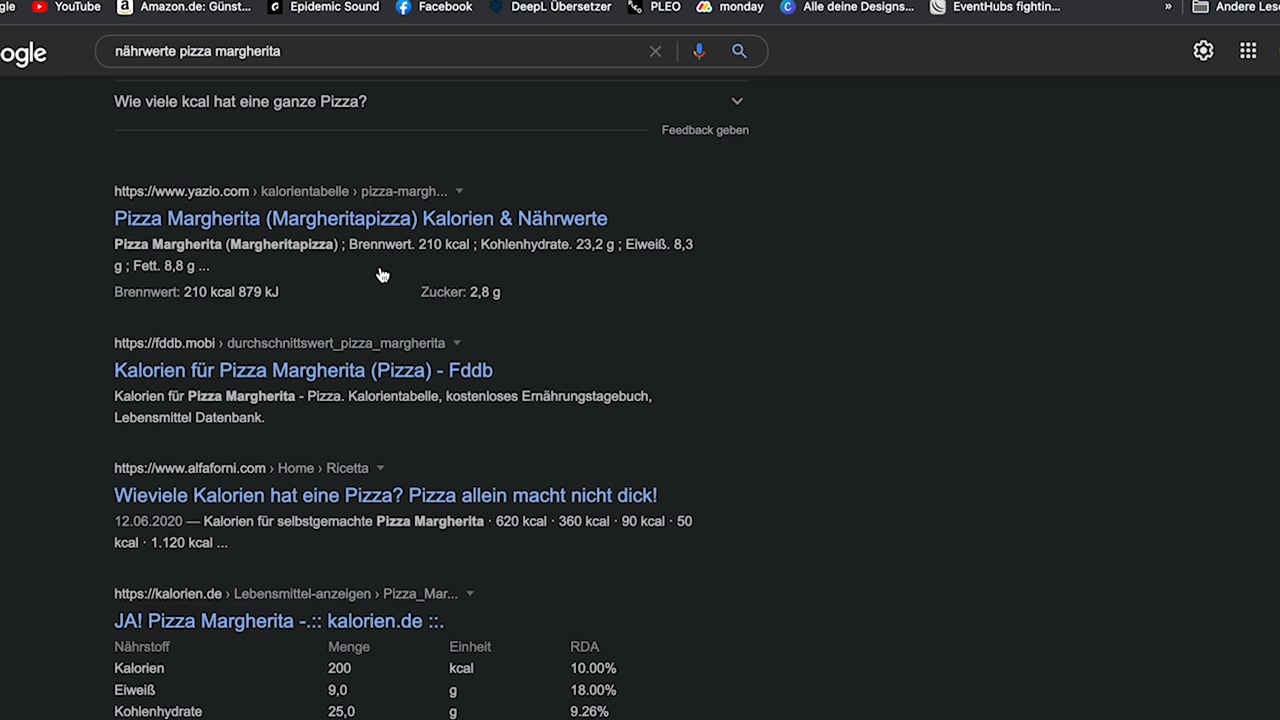 gle YouTube Amazon.de: Günst... Epidemic Sound Facebook DeepL Übersetzer PLEO monday Alle deine Designs... EventHubs fightin... » Andere Lese
ogle nährwerte pizza margherita
Wie viele kcal hat eine ganze Pizza?
Feedback geben
https://www.yazio.com › kalorientabelle › pizza-margh...
Pizza Margherita (Margheritapizza) Kalorien & Nährwerte
Pizza Margherita (Margheritapizza) ; Brennwert. 210 kcal ; Kohlenhydrate. 23,2 g ; Eiweiß. 8,3
g ; Fett. 8,8 g ...
Brennwert: 210 kcal 879 kJ Zucker: 2,8 g
https://fddb.mobi › durchschnittswert_pizza_margherita
Kalorien für Pizza Margherita (Pizza) - Fddb
Kalorien für Pizza Margherita - Pizza. Kalorientabelle, kostenloses Ernährungstagebuch,
Lebensmittel Datenbank.
https://www.alfaforni.com › Home › Ricetta
Wieviele Kalorien hat eine Pizza? Pizza allein macht nicht dick!
12.06.2020 — Kalorien für selbstgemachte Pizza Margherita · 620 kcal · 360 kcal · 90 kcal · 50
kcal · 1.120 kcal ...
https://kalorien.de › Lebensmittel-anzeigen › Pizza_Mar...
JA! Pizza Margherita -.:: kalorien.de ::.
Nährstoff Menge Einheit RDA
Kalorien 200 kcal 10.00%
Eiweiß 9,0 g 18.00%
Kohlenhydrate 25,0 g 9.26%